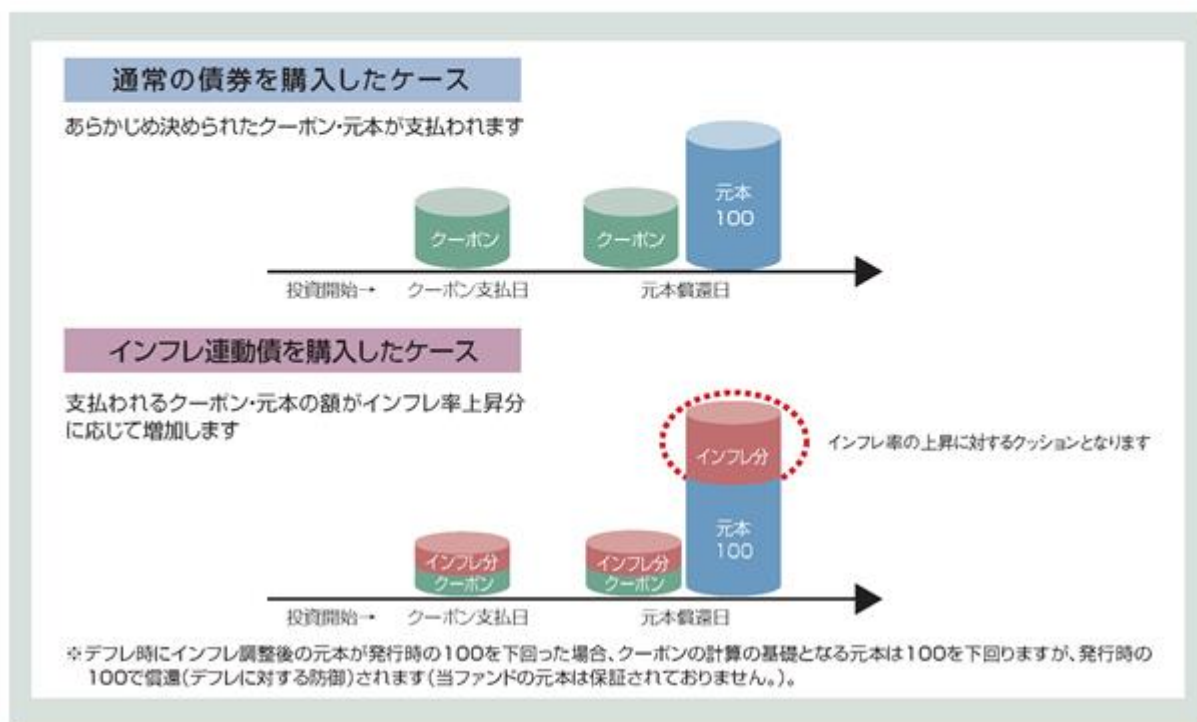 通常の債券を購入したケース
あらかじめ決められたクーポン・元本が支払われます
元本
100
クーポン
クーポン
投資開始→ クーポン支払日 元本償還日
インフレ連動債を購入したケース
支払われるクーポン・元本の額がインフレ率上昇分
に応じて増加します
インフレ分
インフレ率の上昇に対するクッションとなります
元本
100
インフレ分
クーポン
インフレ分
クーポン
投資開始→ クーポン支払日 元本償還日
※デフレ時にインフレ調整後の元本が発行時の100を下回った場合、クーポンの計算の基礎となる元本は100を下回りますが、発行時の
100で償還(デフレに対する防御)されます(当ファンドの元本は保証されておりません。)。